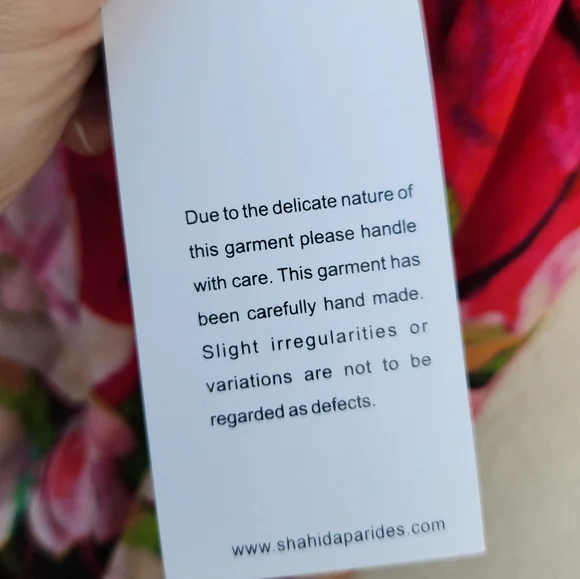 Due to the delicate nature of
this garment please handle
with care. This garment has
been carefully hand made.
Slight irregularities or
variations are not to be
regarded as defects.
www.shahidaparides.com